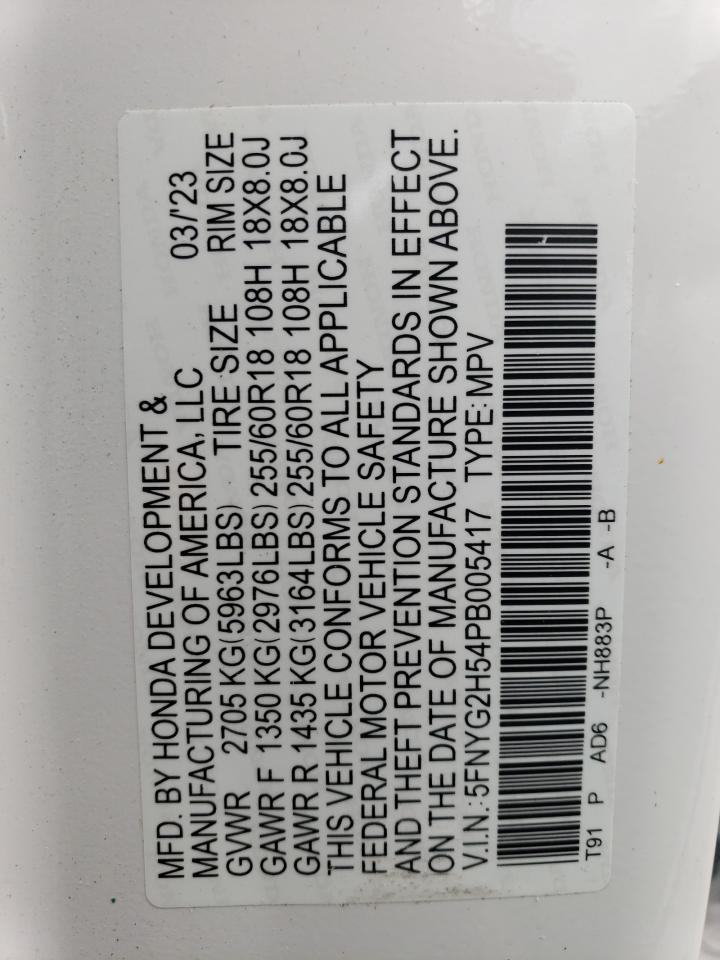 MFD. BY HONDA DEVELOPMENT &
MANUFACTURING OF AMERICA, LLC 03/'23
GVWR 2705 KG(5963LBS) TIRE SIZE RIM SIZE
GAWR F 1350 KG(2976LBS) 255/60R18 108H 18X8.0J
GAWR R 1435 KG(3164LBS) 255/60R18 108H 18X8.0J
THIS VEHICLE CONFORMS TO ALL APPLICABLE
FEDERAL MOTOR VEHICLE SAFETY
AND THEFT PREVENTION STANDARDS IN EFFECT
ON THE DATE OF MANUFACTURE SHOWN ABOVE.
V.I.N.:5FNYG2H54PB005417 TYPE:MPV
T91 P AD6 -NH883P -A -B